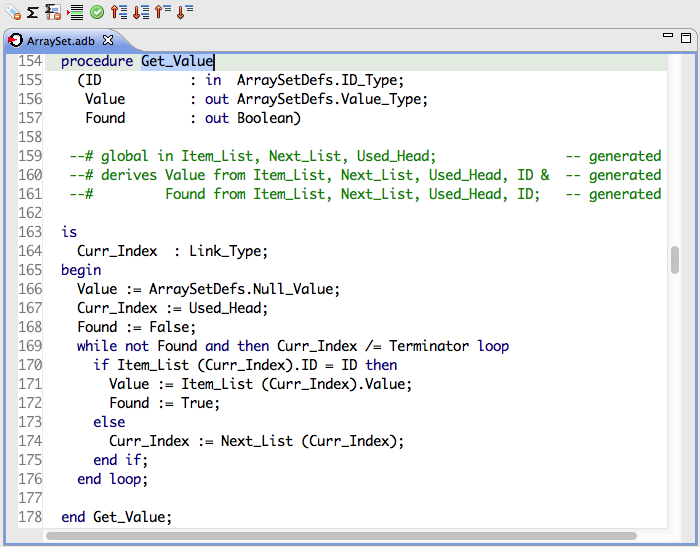 ArraySet.adb
154 procedure Get_Value
155 (ID : in ArraySetDefs.ID_Type;
156 Value : out ArraySetDefs.Value_Type;
157 Found : out Boolean)
158
159 --# global in Item_List, Next_List, Used_Head; -- generated
160 --# derives Value from Item_List, Next_List, Used_Head, ID & -- generated
161 --# Found from Item_List, Next_List, Used_Head, ID; -- generated
162
163 is
164 Curr_Index : Link_Type;
165 begin
166 Value := ArraySetDefs.Null_Value;
167 Curr_Index := Used_Head;
168 Found := False;
169 while not Found and then Curr_Index /= Terminator loop
170 if Item_List (Curr_Index).ID = ID then
171 Value := Item_List (Curr_Index).Value;
172 Found := True;
173 else
174 Curr_Index := Next_List (Curr_Index);
175 end if;
176 end loop;
177
178 end Get_Value;